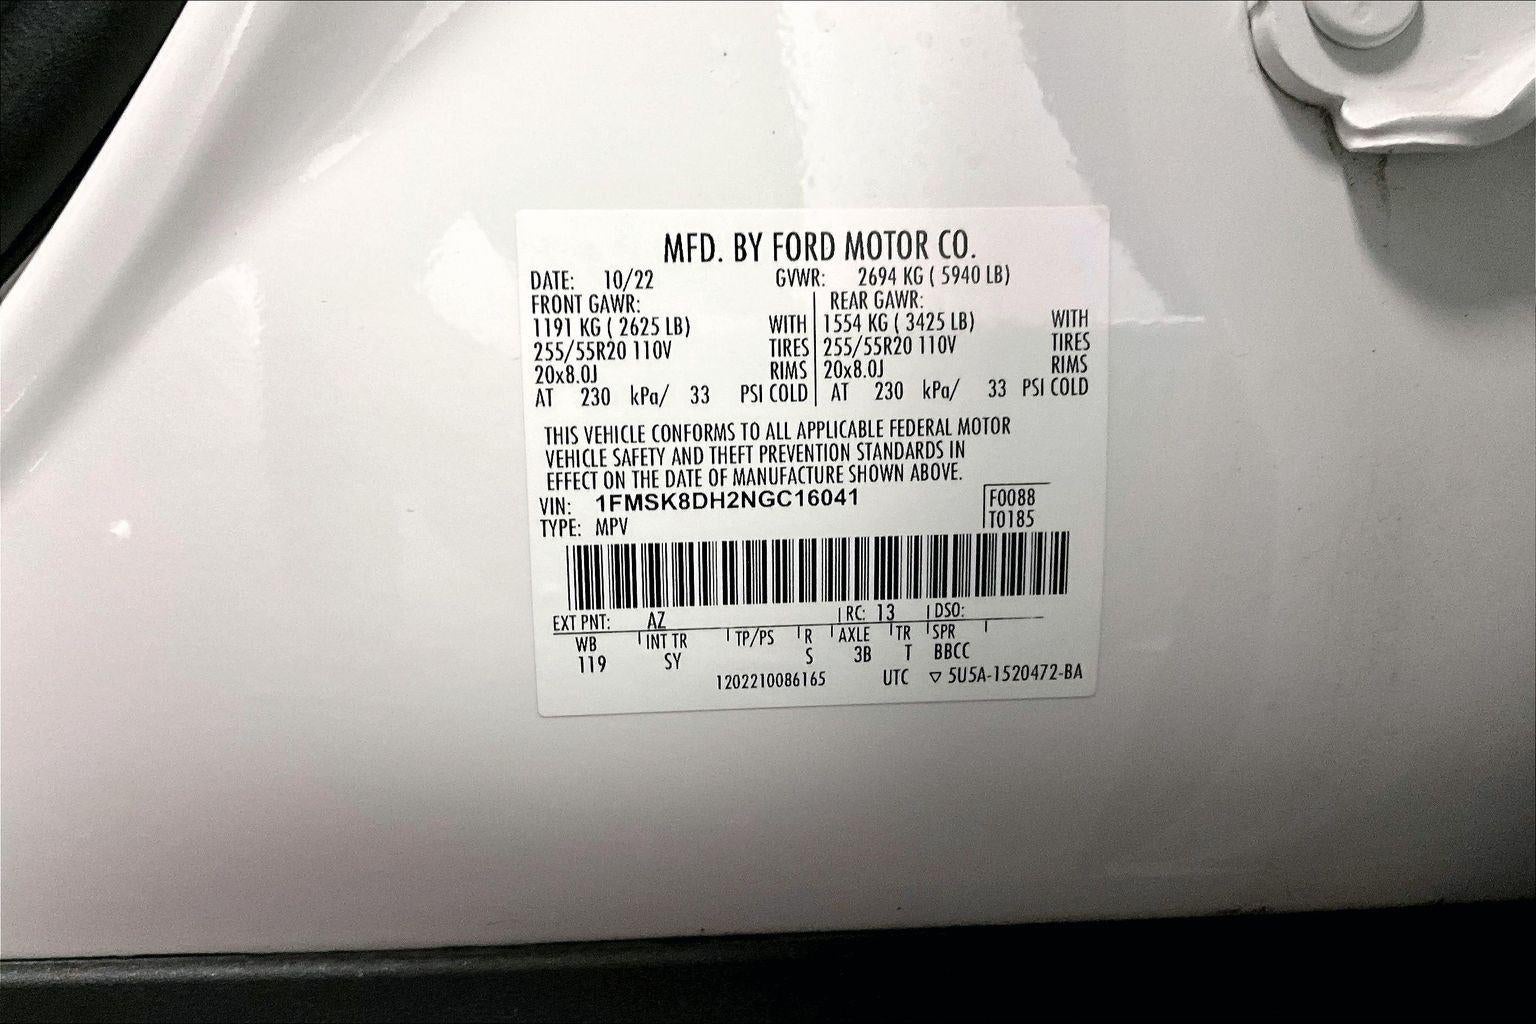 MFD. BY FORD MOTOR CO.
DATE: 10/22 GVWR: 2694 KG ( 5940 LB)
FRONT GAWR: REAR GAWR:
1191 KG ( 2625 LB) WITH 1554 KG ( 3425 LB) WITH
255/55R20 110V TIRES 255/55R20 110V TIRES
20x8.0J RIMS 20x8.0J RIMS
AT 230 kPa/ 33 PSI COLD AT 230 kPa/ 33 PSI COLD
THIS VEHICLE CONFORMS TO ALL APPLICABLE FEDERAL MOTOR
VEHICLE SAFETY AND THEFT PREVENTION STANDARDS IN
EFFECT ON THE DATE OF MANUFACTURE SHOWN ABOVE.
VIN: 1FMSK8DH2NGC16041 F0088
TYPE: MPV T0185
EXT PNT: AZ RC: 13 DSO:
WB INT TR TP/PS R AXLE TR SPR
119 SY S 3B T BBCC
1202210086165 UTC ▽ 5U5A-1520472-BA